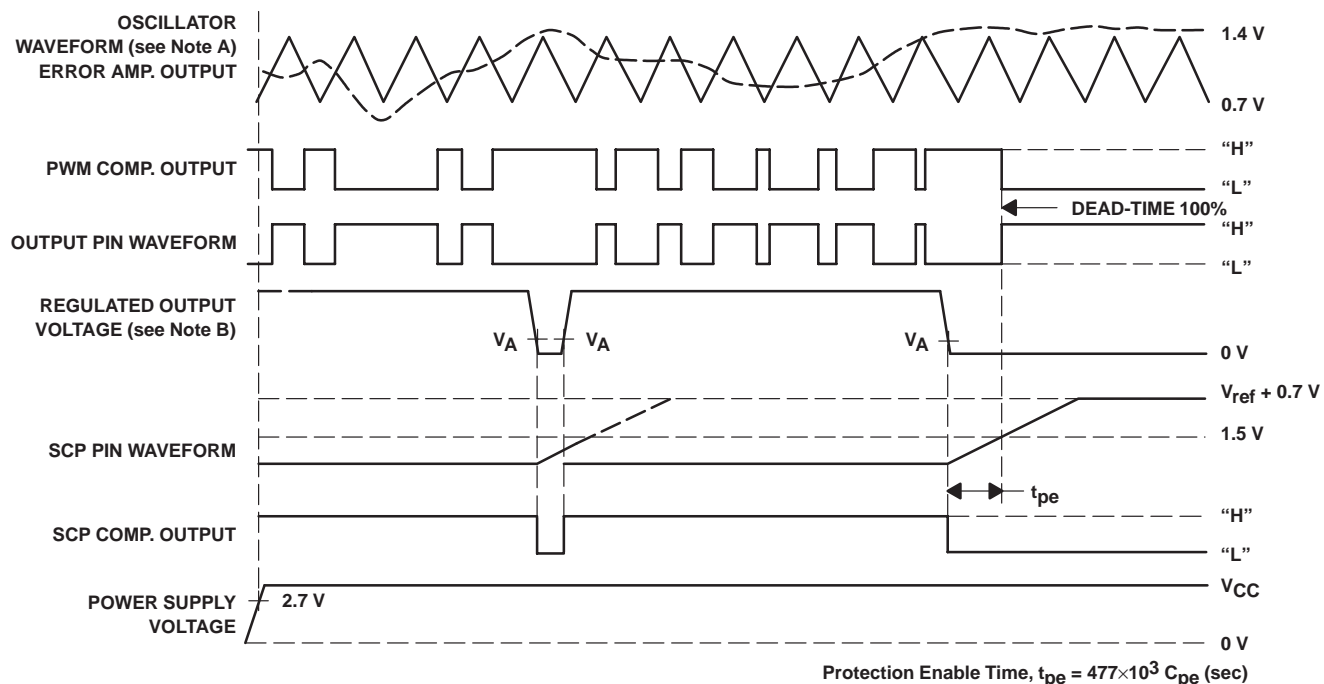 OSCILLATOR
WAVEFORM (see Note A)
ERROR AMP. OUTPUT
1.4 V
0.7 V
PWM COMP. OUTPUT
“H”
“L”
DEAD-TIME 100%
OUTPUT PIN WAVEFORM
“H”
“L”
REGULATED OUTPUT
VOLTAGE (see Note B)
VA
VA
VA
0 V
Vref + 0.7 V
1.5 V
SCP PIN WAVEFORM
tpe
SCP COMP. OUTPUT
“H”
“L”
POWER SUPPLY
VOLTAGE
2.7 V
VCC
0 V
Protection Enable Time, tpe = 477×10³ Cpe (sec)